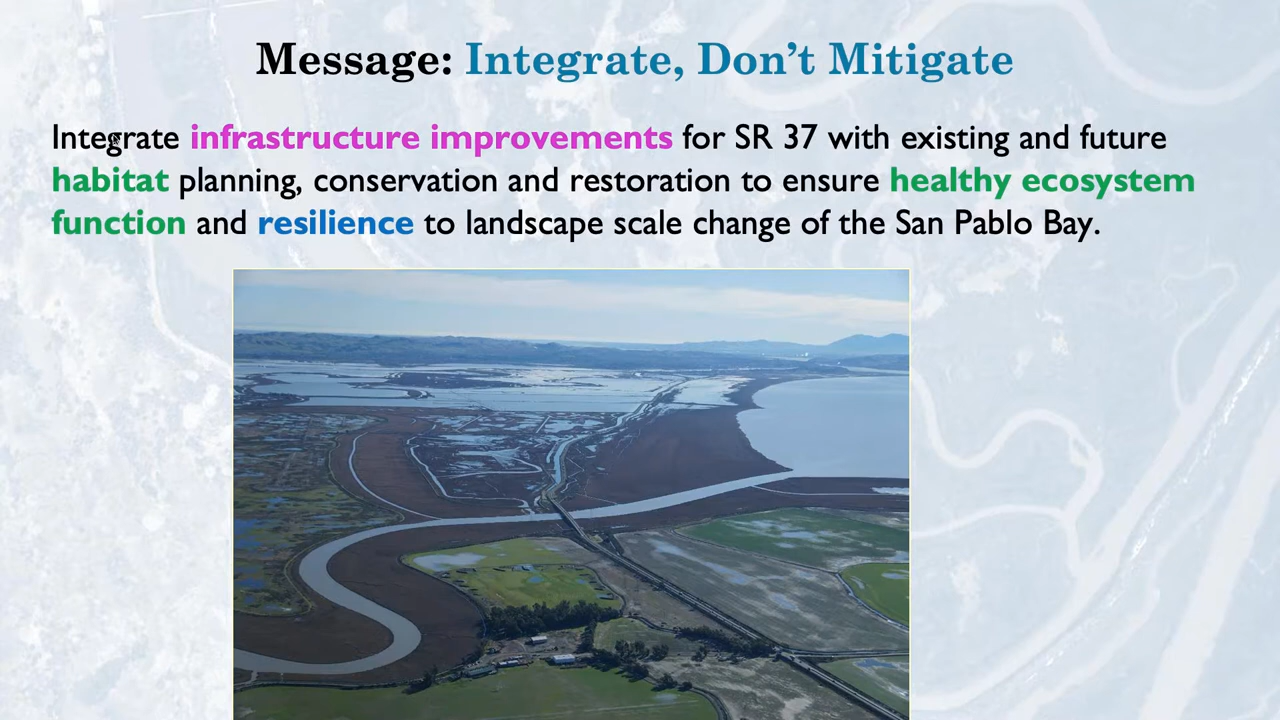 Message: Integrate, Don’t Mitigate
Integrate infrastructure improvements for SR 37 with existing and future
habitat planning, conservation and restoration to ensure healthy ecosystem
function and resilience to landscape scale change of the San Pablo Bay.